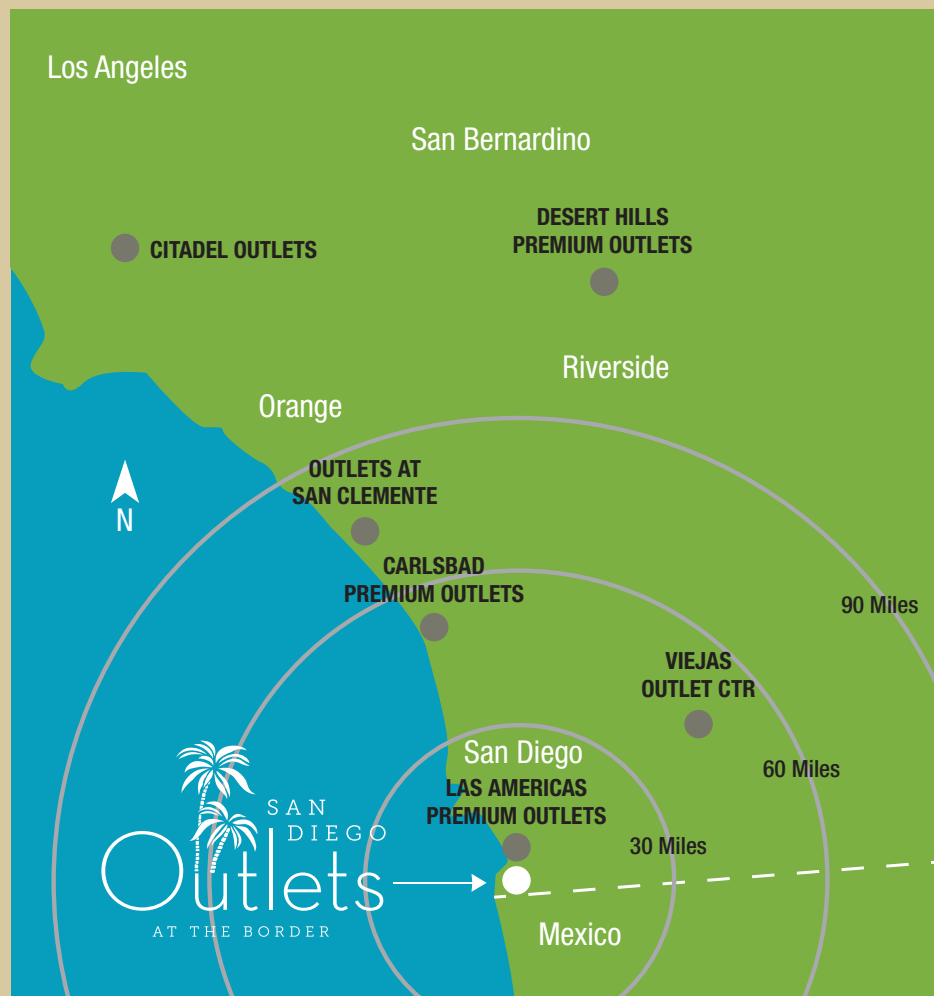 Los Angeles
San Bernardino
DESERT HILLS
PREMIUM OUTLETS
CITADEL OUTLETS
Riverside
Orange
OUTLETS AT
SAN CLEMENTE
N
CARLSBAD
PREMIUM OUTLETS
90 Miles
VIEJAS
OUTLET CTR
San Diego
60 Miles
LAS AMERICAS
PREMIUM OUTLETS
30 Miles
SAN
DIEGO
Outlets
AT THE BORDER
Mexico